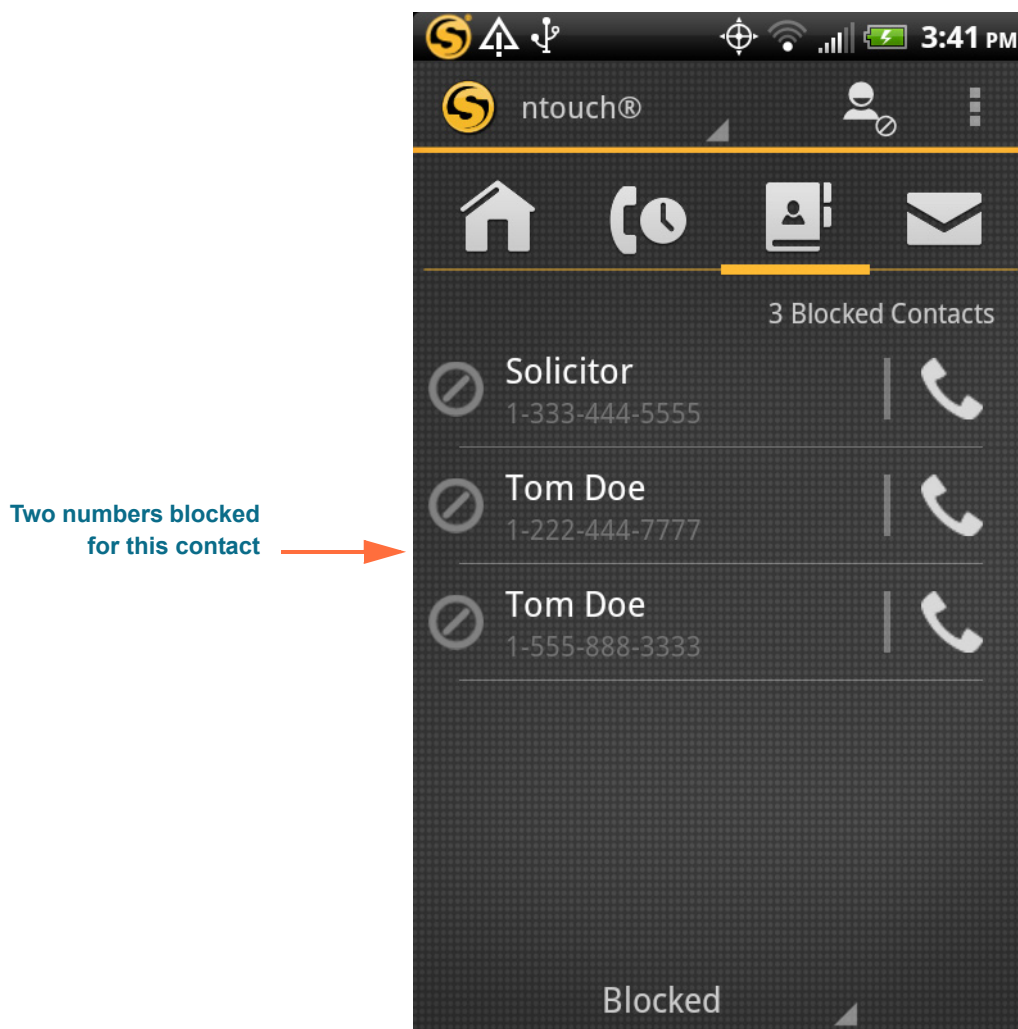 3:41 PM
ntouch®
3 Blocked Contacts
Solicitor
1-333-444-5555
Two numbers blocked
for this contact
Tom Doe
1-222-444-7777
Tom Doe
1-555-888-3333
Blocked